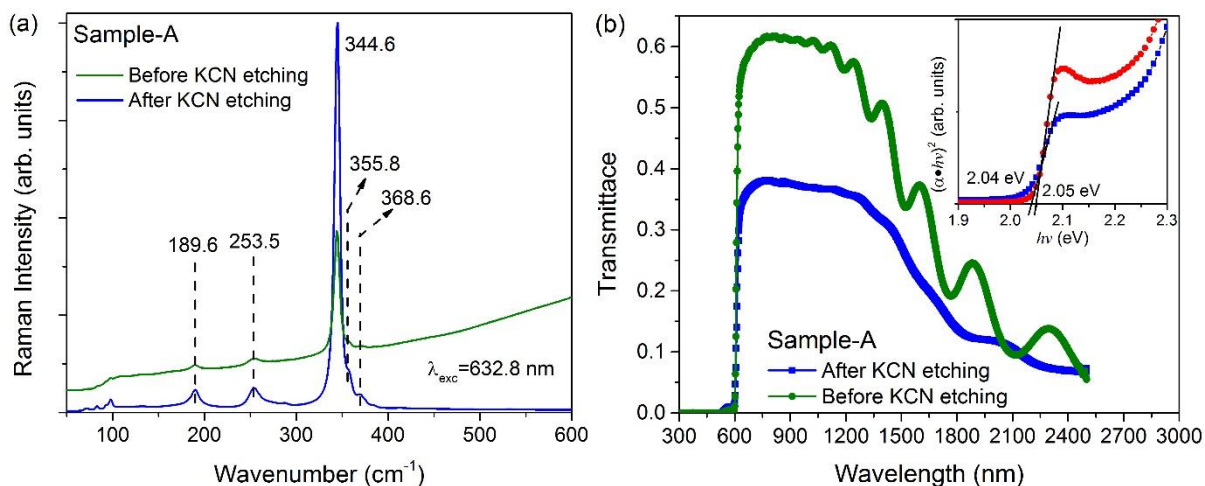 (a)
Sample-A
Before KCN etching
After KCN etching
344.6
355.8
368.6
189.6
253.5
λexc=632.8 nm
Raman Intensity (arb. units)
100
200
300
400
500
600
Wavenumber (cm⁻¹)
(b)
0.6
0.5
0.4
0.3
0.2
0.1
0.0
Transmittace
300
600
900
1200
1500
1800
2100
2400
2700
3000
Wavelength (nm)
Sample-A
After KCN etching
Before KCN etching
(α•hν)² (arb. units)
2.04 eV
2.05 eV
1.9
2.0
2.1
2.2
2.3
hν (eV)